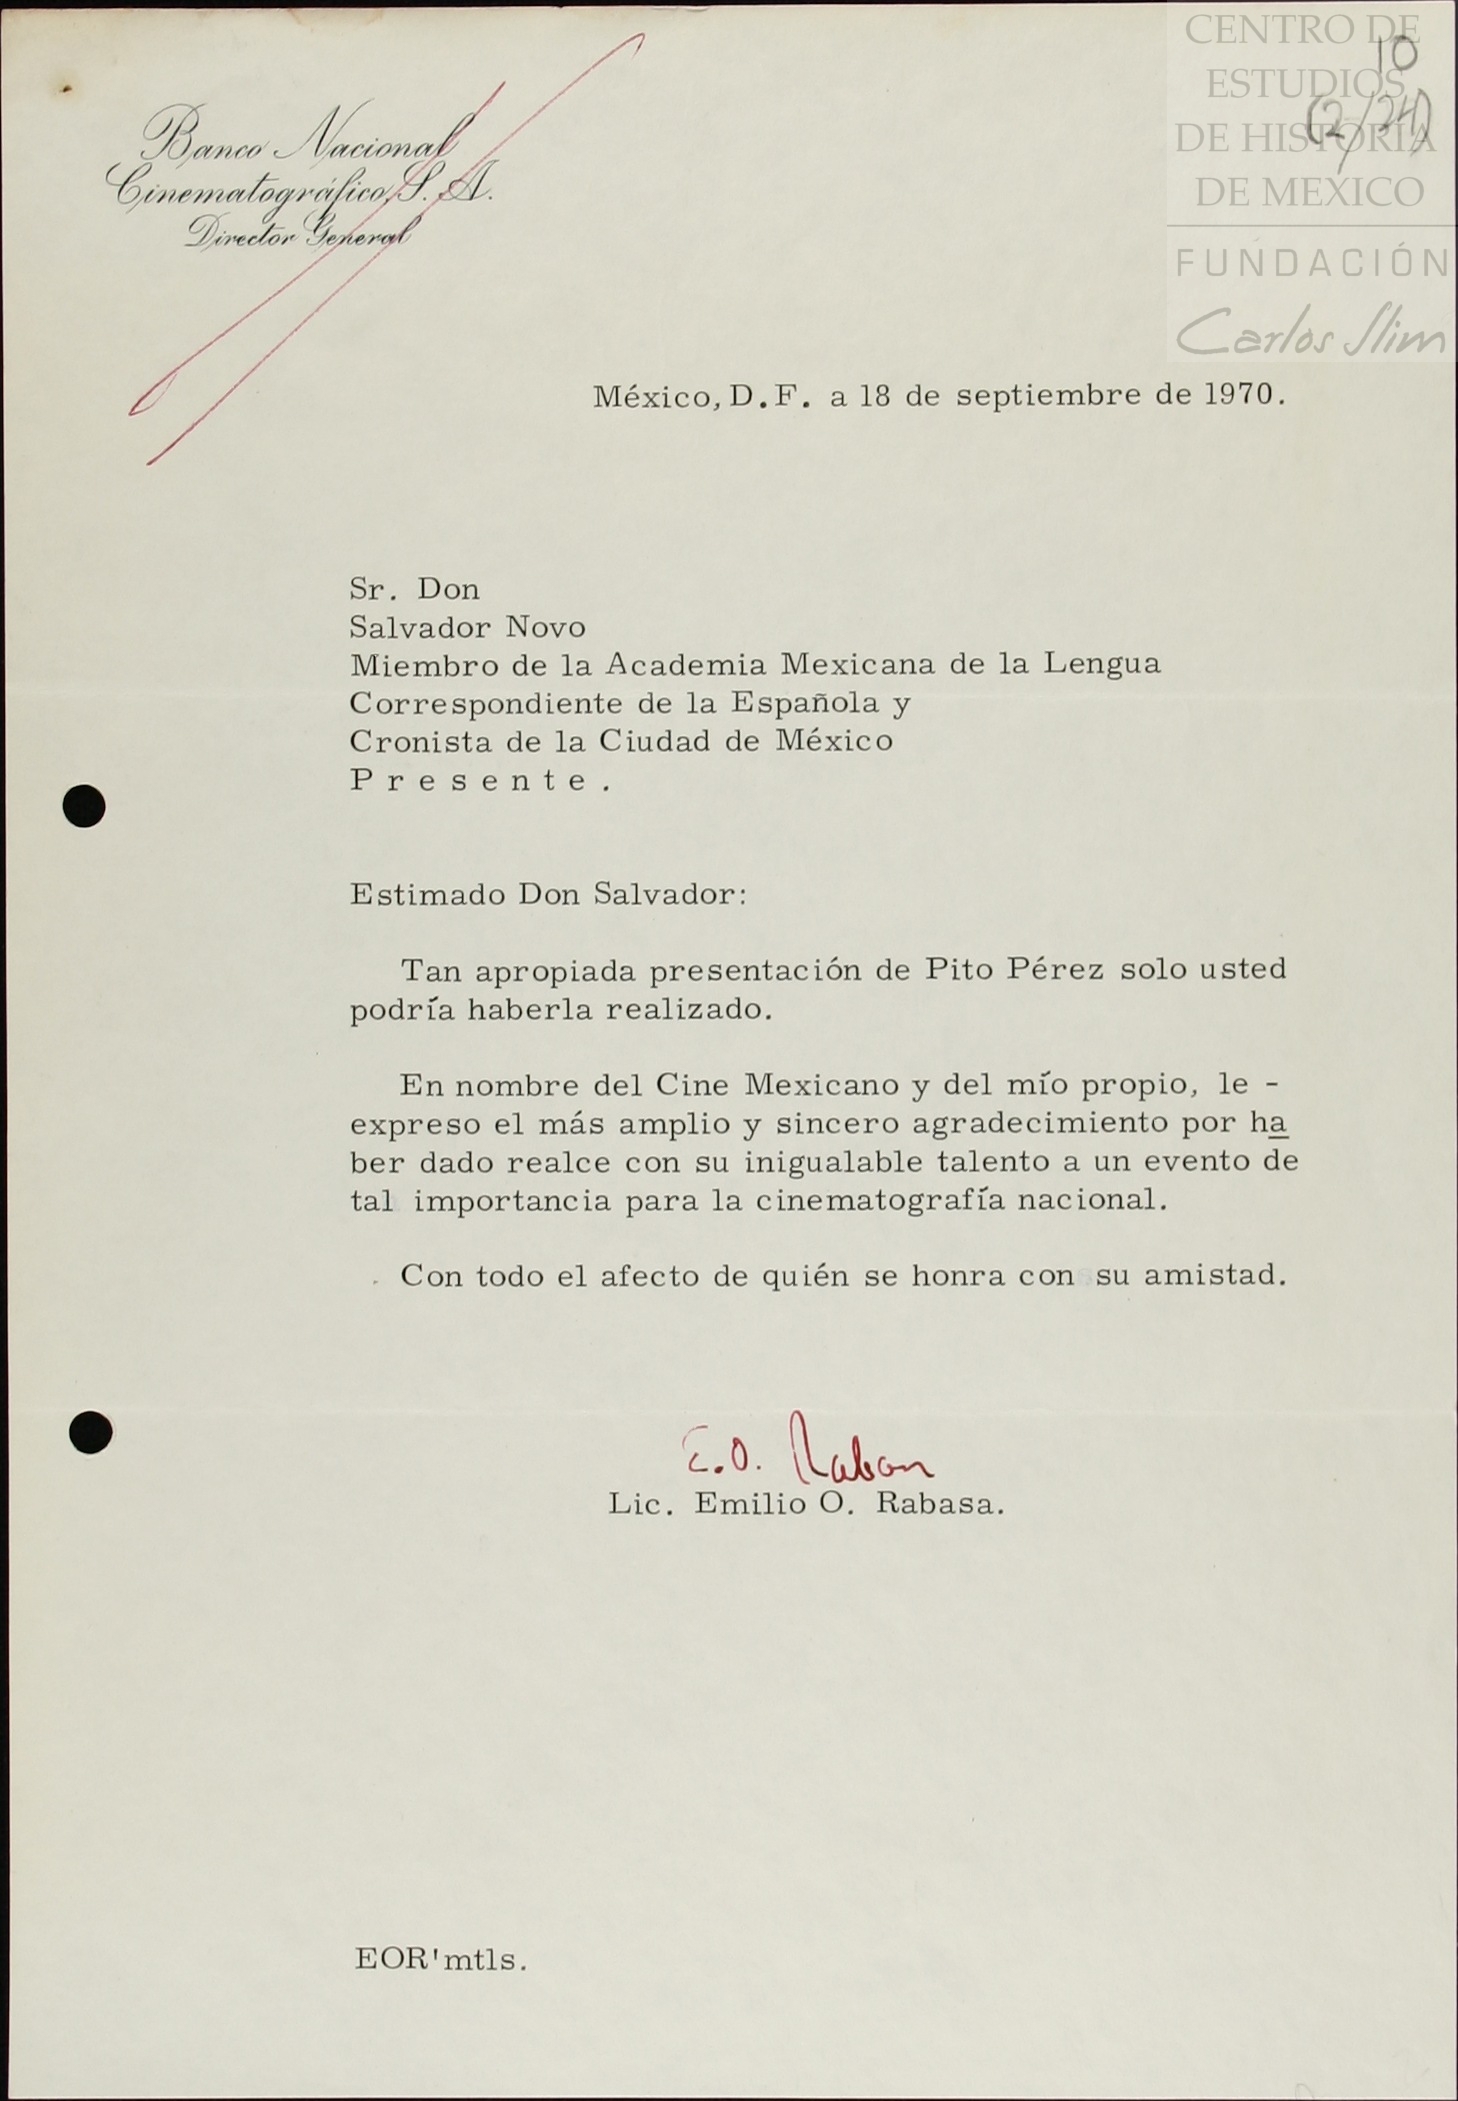 CENTRO DE
ESTUDIOS
DE HISTORIA
DE MEXICO
FUNDACIÓN
Carlos Slim
10
(2/24)
Banco Nacional
Cinematográfico, S. A.
Director General
México, D. F. a 18 de septiembre de 1970.
Sr. Don
Salvador Novo
Miembro de la Academia Mexicana de la Lengua
Correspondiente de la Española y
Cronista de la Ciudad de México
P r e s e n t e .
Estimado Don Salvador:
Tan apropiada presentación de Pito Pérez solo usted
podría haberla realizado.
En nombre del Cine Mexicano y del mío propio, le -
expreso el más amplio y sincero agradecimiento por ha
ber dado realce con su inigualable talento a un evento de
tal importancia para la cinematografía nacional.
Con todo el afecto de quién se honra con su amistad.
E.O. Rabasa
Lic. Emilio O. Rabasa.
EOR'mtls.